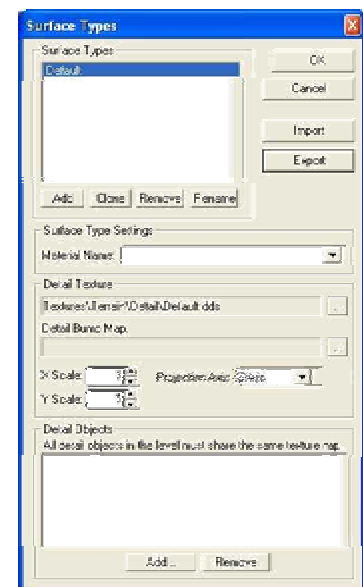 Surface Types
Surface Types
Default
OK
Cancel
Import
Export
Add Clone Remove Rename
Surface Type Settings
Material Name:
Detail Texture
Textures\Terrain\Detail\Default.dds
...
Detail Bump Map.
...
X Scale:
Projection Axis:
Y Scale:
Detail Objects
All detail objects in the level must share the same texture map.
Add... Remove